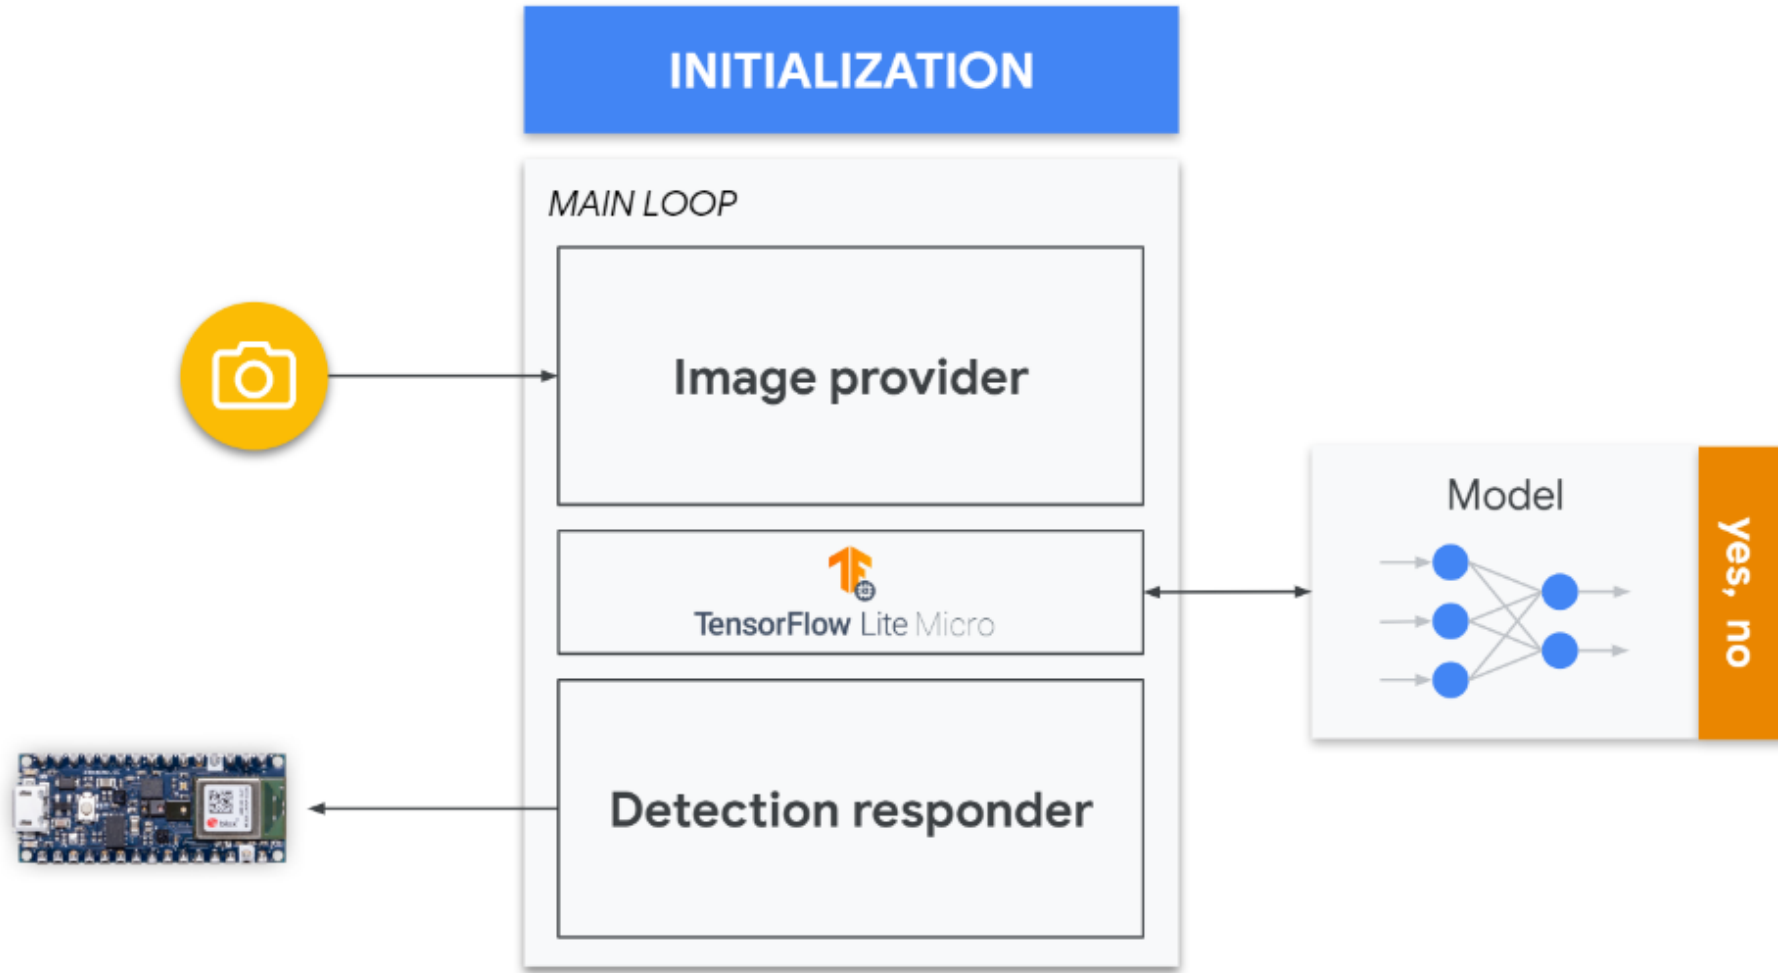 INITIALIZATION
MAIN LOOP
Image provider
TensorFlow Lite Micro
Detection responder
Model
yes, no